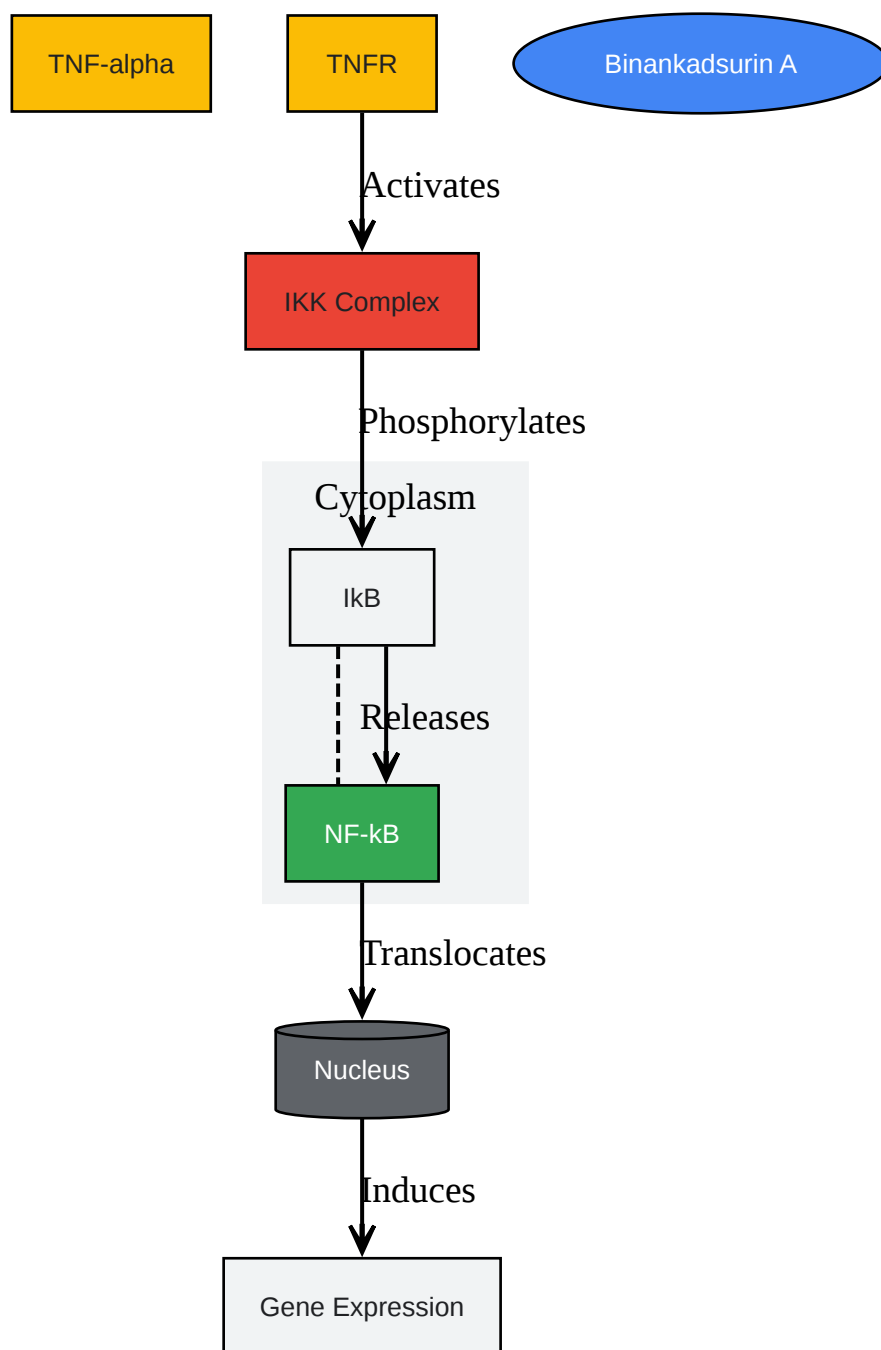 TNF-alpha
TNFR
Binankadsurin A
Activates
IKK Complex
Phosphorylates
Cytoplasm
IkB
Releases
NF-kB
Translocates
Nucleus
Induces
Gene Expression